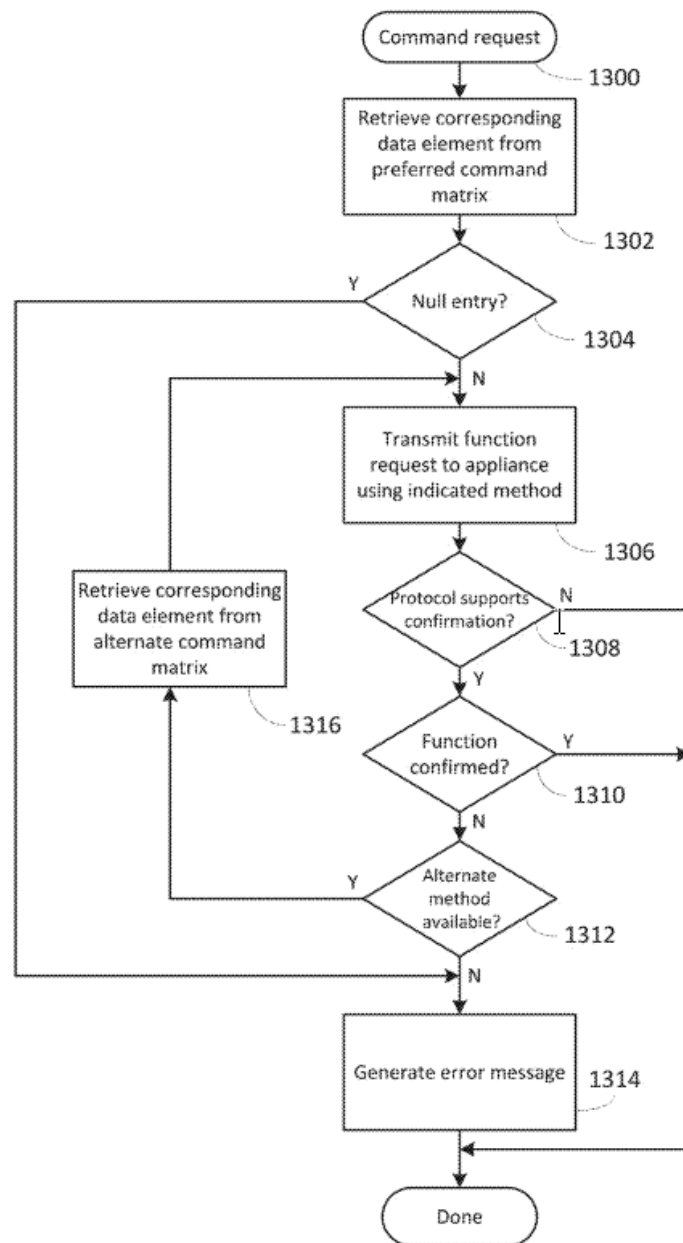 Command request
1300
Retrieve corresponding
data element from
preferred command
matrix
1302
Y
Null entry?
1304
N
Transmit function
request to appliance
using indicated method
1306
Retrieve corresponding
data element from
alternate command
matrix
1316
N
Protocol supports
confirmation?
1308
Y
Function
confirmed?
Y
1310
N
Y
Alternate
method
available?
1312
N
Generate error message
1314
Done